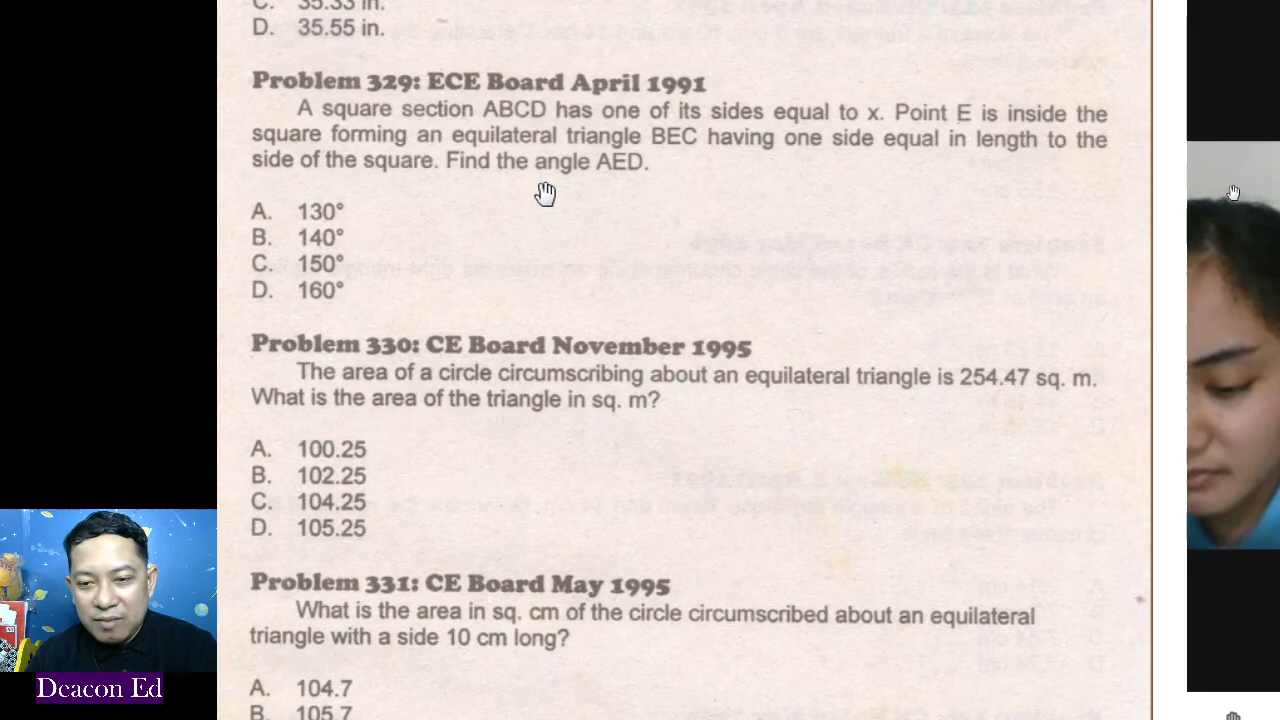 C. 35.33 in.
D. 35.55 in.
Problem 329: ECE Board April 1991
A square section ABCD has one of its sides equal to x. Point E is inside the
square forming an equilateral triangle BEC having one side equal in length to the
side of the square. Find the angle AED.
A. 130°
B. 140°
C. 150°
D. 160°
Problem 330: CE Board November 1995
The area of a circle circumscribing about an equilateral triangle is 254.47 sq. m.
What is the area of the triangle in sq. m?
A. 100.25
B. 102.25
C. 104.25
D. 105.25
Problem 331: CE Board May 1995
What is the area in sq. cm of the circle circumscribed about an equilateral
triangle with a side 10 cm long?
A. 104.7
B. 105.7
Deacon Ed